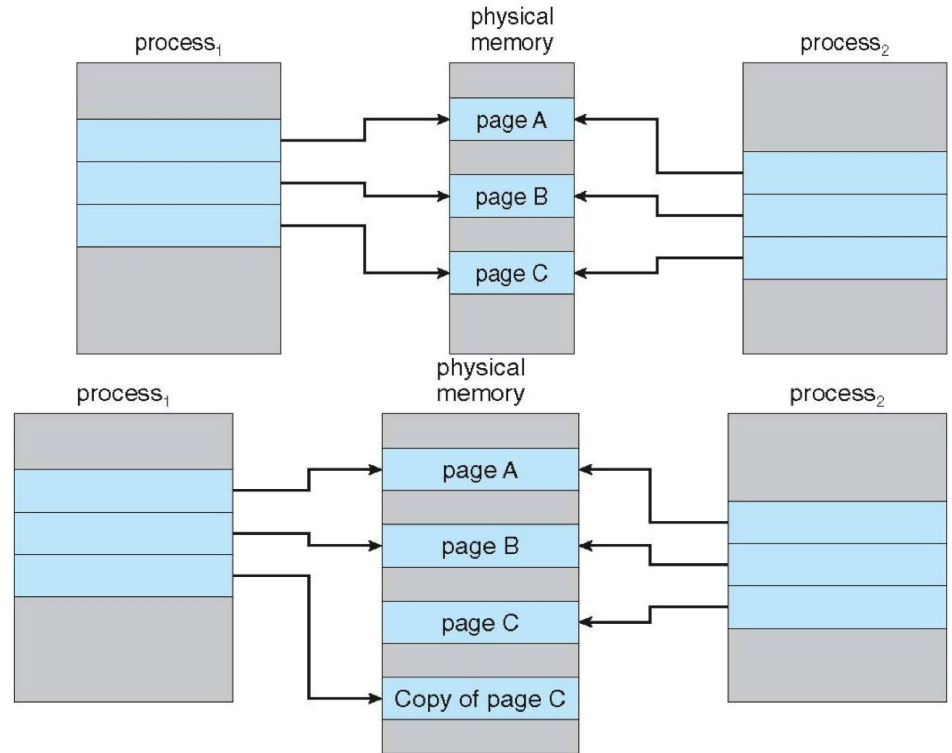 physical
memory
process₁
process₂
page A
page B
page C
physical
memory
process₁
process₂
page A
page B
page C
Copy of page C